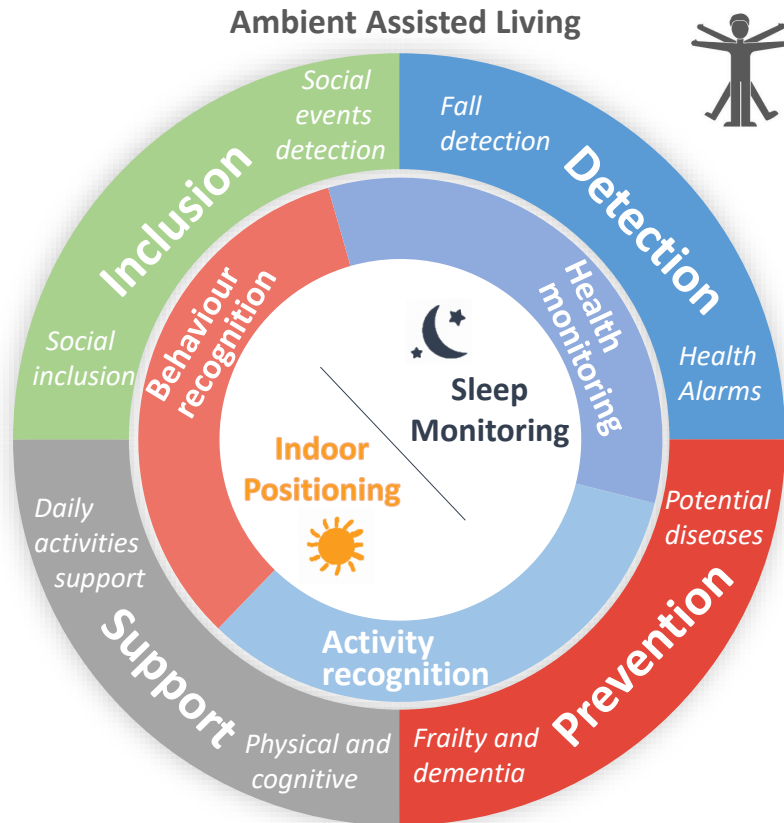 Ambient Assisted Living
Social
events
detection
Inclusion
Social
inclusion
Fall
detection
Detection
Health
Alarms
Behaviour
recognition
Health
monitoring
Sleep
Monitoring
Indoor
Positioning
Activity
recognition
Daily
activities
support
Support
Physical and
cognitive
Potential
diseases
Prevention
Frailty and
dementia